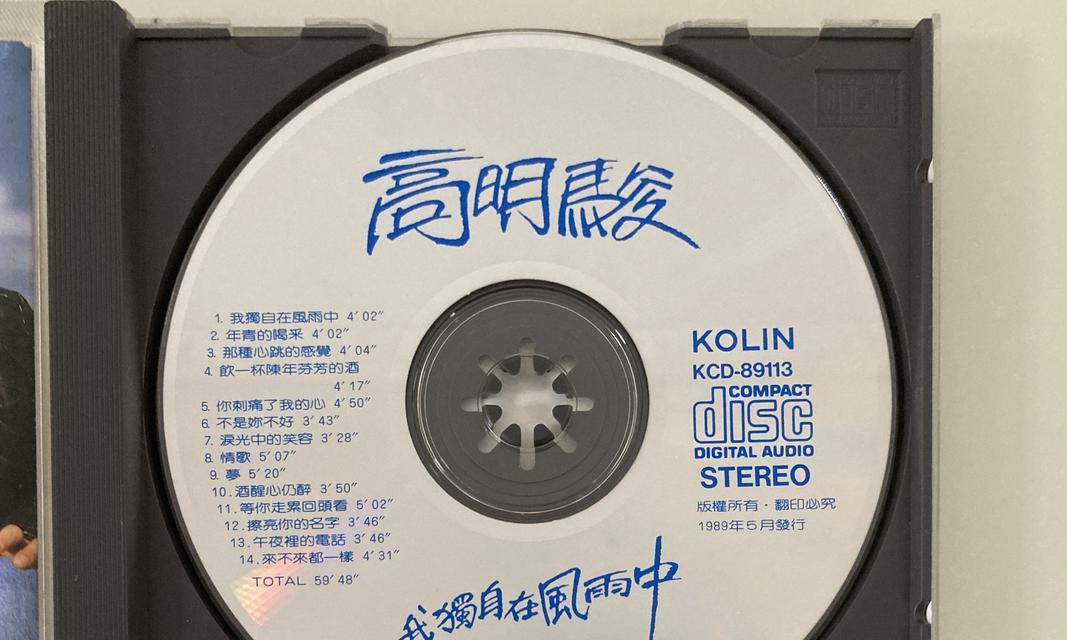 高明駿
1. 我獨自在風雨中 4′02″
2. 年青的喝采 4′02″
3. 那種心跳的感覺 4′04″
4. 飲一杯陳年芬芳的酒
4′17″
5. 你刺痛了我的心 4′50″
6. 不是妳不好 3′43″
7. 淚光中的笑容 3′28″
8. 情歌 5′07″
9. 夢 5′20″
10. 酒醒心仍醉 3′50″
11. 等你走累回頭看 5′02″
12. 擦亮你的名字 3′46″
13. 午夜裡的電話 3′46″
14. 來不來都一樣 4′31″
TOTAL 59′48″
KOLIN
KCD-89113
COMPACT
disc
DIGITAL AUDIO
STEREO
版權所有·翻印必究
1989年5月發行
我獨自在風雨中